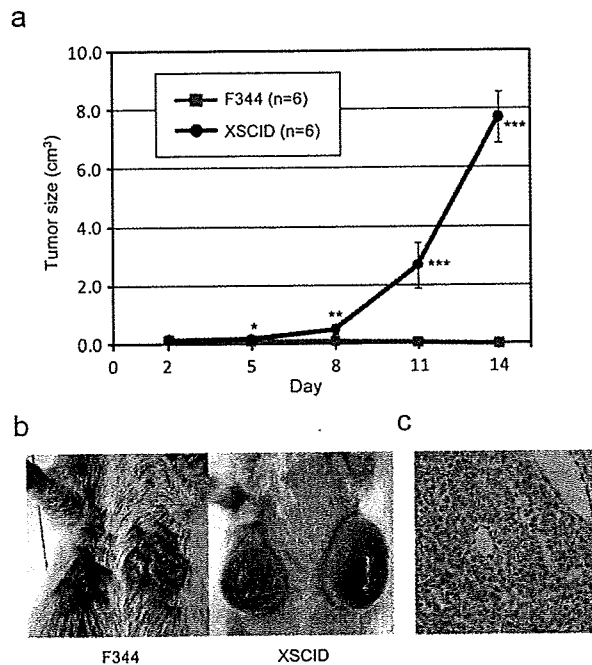 a
10.0
8.0
6.0
4.0
2.0
0.0
Tumor size (cm³)
F344 (n=6)
XSCID (n=6)
*
**
***
***
0 2 5 8 11 14
Day
b
c
F344
XSCID